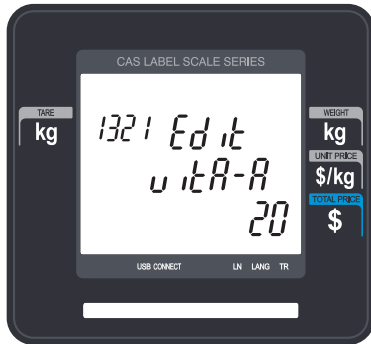 CAS LABEL SCALE SERIES
TARE
kg
1321 Edit
uitA-A
20
WEIGHT
kg
UNIT PRICE
$/kg
TOTAL PRICE
$
USB CONNECT LN LANG TR